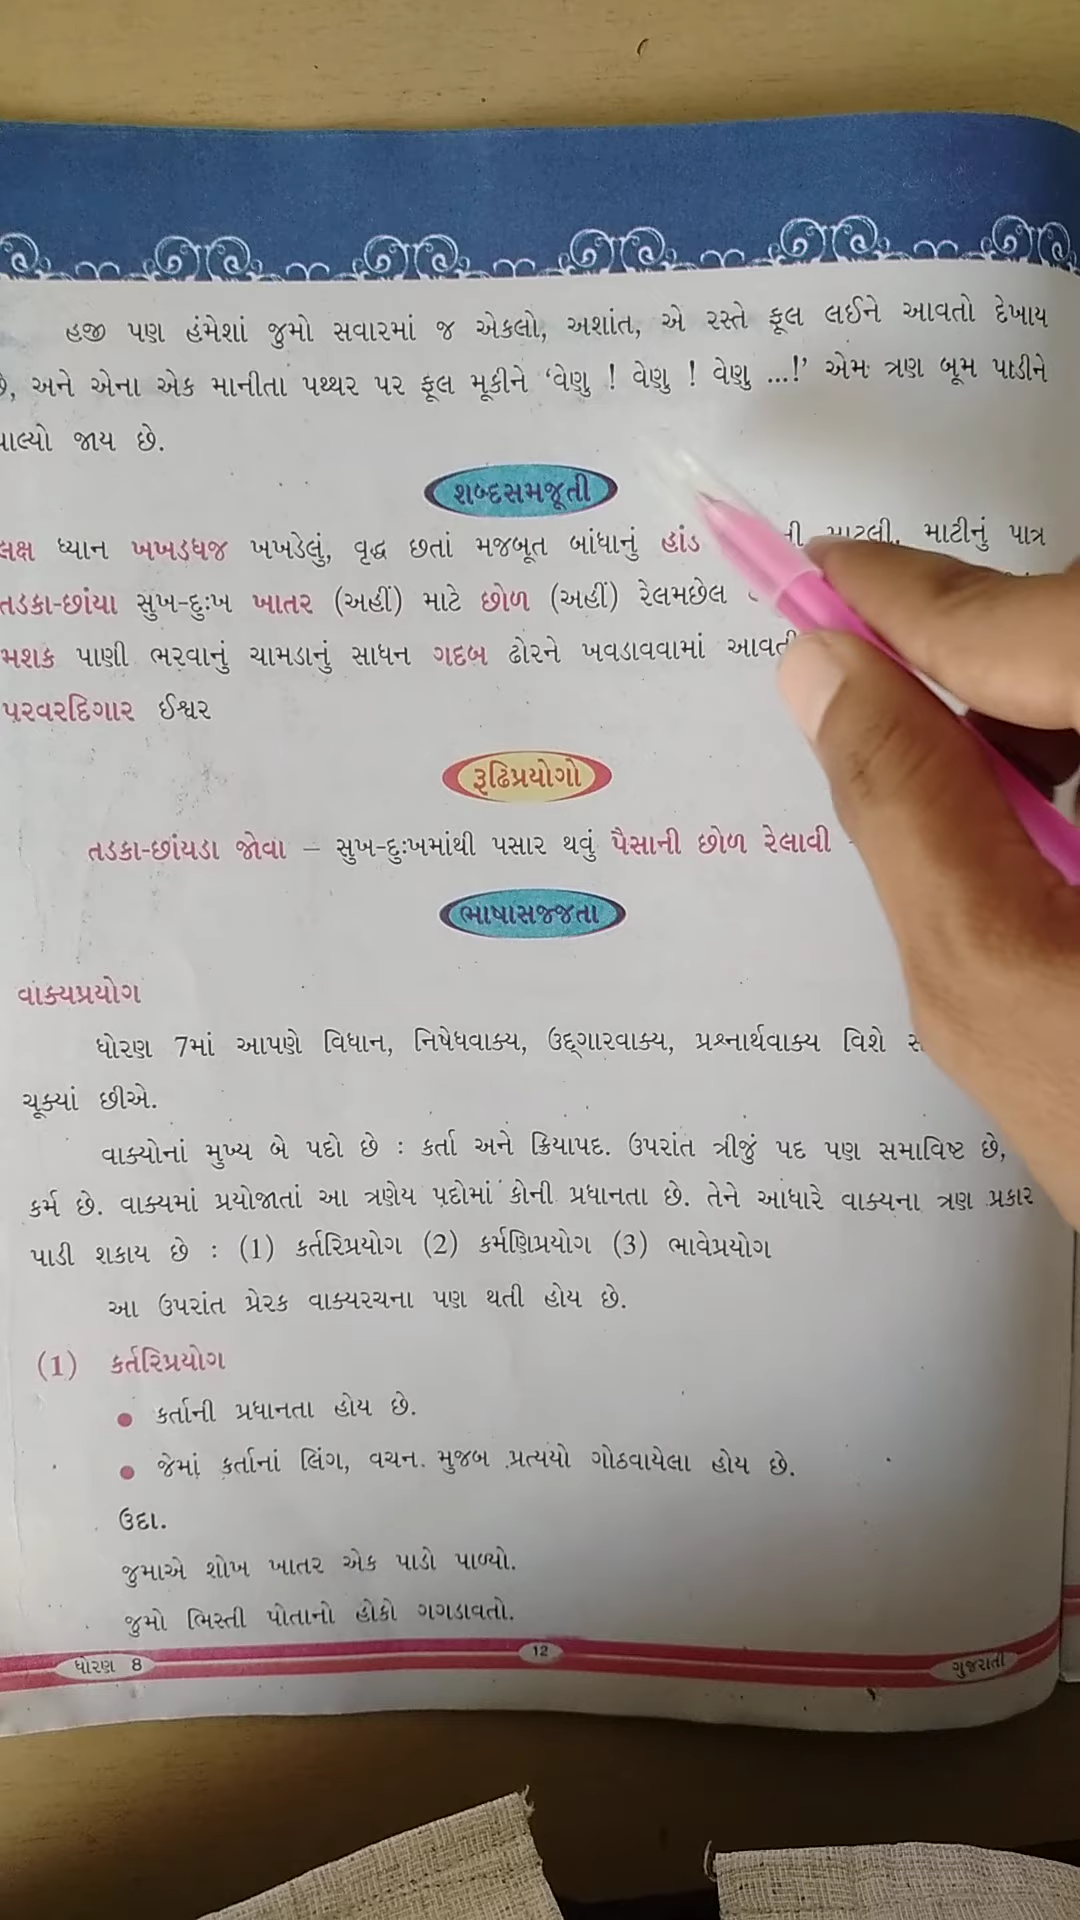 હજી પણ હંમેશાં જુમો સવારમાં જ એકલો, અશાંત, એ રસ્તે ફૂલ લઈને આવતો દેખાય
છે, અને એના એક માનીતા પથ્થર પર ફૂલ મૂકીને ‘વેણુ ! વેણુ ! વેણુ ...!’ એમ ત્રણ બૂમ પાડીને
ચાલ્યો જાય છે.
શબ્દસમજૂતી
લક્ષ ધ્યાન ખખડધજ ખખડેલું, વૃદ્ધ છતાં મજબૂત બાંધાનું હાંડ માટલી, માટીનું પાત્ર
તડકા-છાંયા સુખ-દુઃખ ખાતર (અહીં) માટે છોળ (અહીં) રેલમછેલ
મશક પાણી ભરવાનું ચામડાનું સાધન ગદબ ઢોરને ખવડાવવામાં આવતી
પરવરદિગાર ઈશ્વર
રૂઢિપ્રયોગો
તડકા-છાંયડા જોવા – સુખ-દુઃખમાંથી પસાર થવું પૈસાની છોળ રેલાવી
ભાષાસજ્જતા
વાક્યપ્રયોગ
ધોરણ 7માં આપણે વિધાન, નિષેધવાક્ય, ઉદ્‌ગારવાક્ય, પ્રશ્નાર્થવાક્ય વિશે
ચૂક્યાં છીએ.
વાક્યોનાં મુખ્ય બે પદો છે : કર્તા અને ક્રિયાપદ. ઉપરાંત ત્રીજું પદ પણ સમાવિષ્ટ છે,
કર્મ છે. વાક્યમાં પ્રયોજાતાં આ ત્રણેય પદોમાં કોની પ્રધાનતા છે. તેને આધારે વાક્યના ત્રણ પ્રકાર
પાડી શકાય છે : (1) કર્તરિપ્રયોગ (2) કર્મણિપ્રયોગ (3) ભાવેપ્રયોગ
આ ઉપરાંત પ્રેરક વાક્યરચના પણ થતી હોય છે.
(1) કર્તરિપ્રયોગ
● કર્તાની પ્રધાનતા હોય છે.
● જેમાં કર્તાનાં લિંગ, વચન મુજબ પ્રત્યયો ગોઠવાયેલા હોય છે.
ઉદા.
જુમાએ શોખ ખાતર એક પાડો પાળ્યો.
જુમો ભિસ્તી પોતાનો હોકો ગગડાવતો.
ધોરણ 8 12 ગુજરાતી